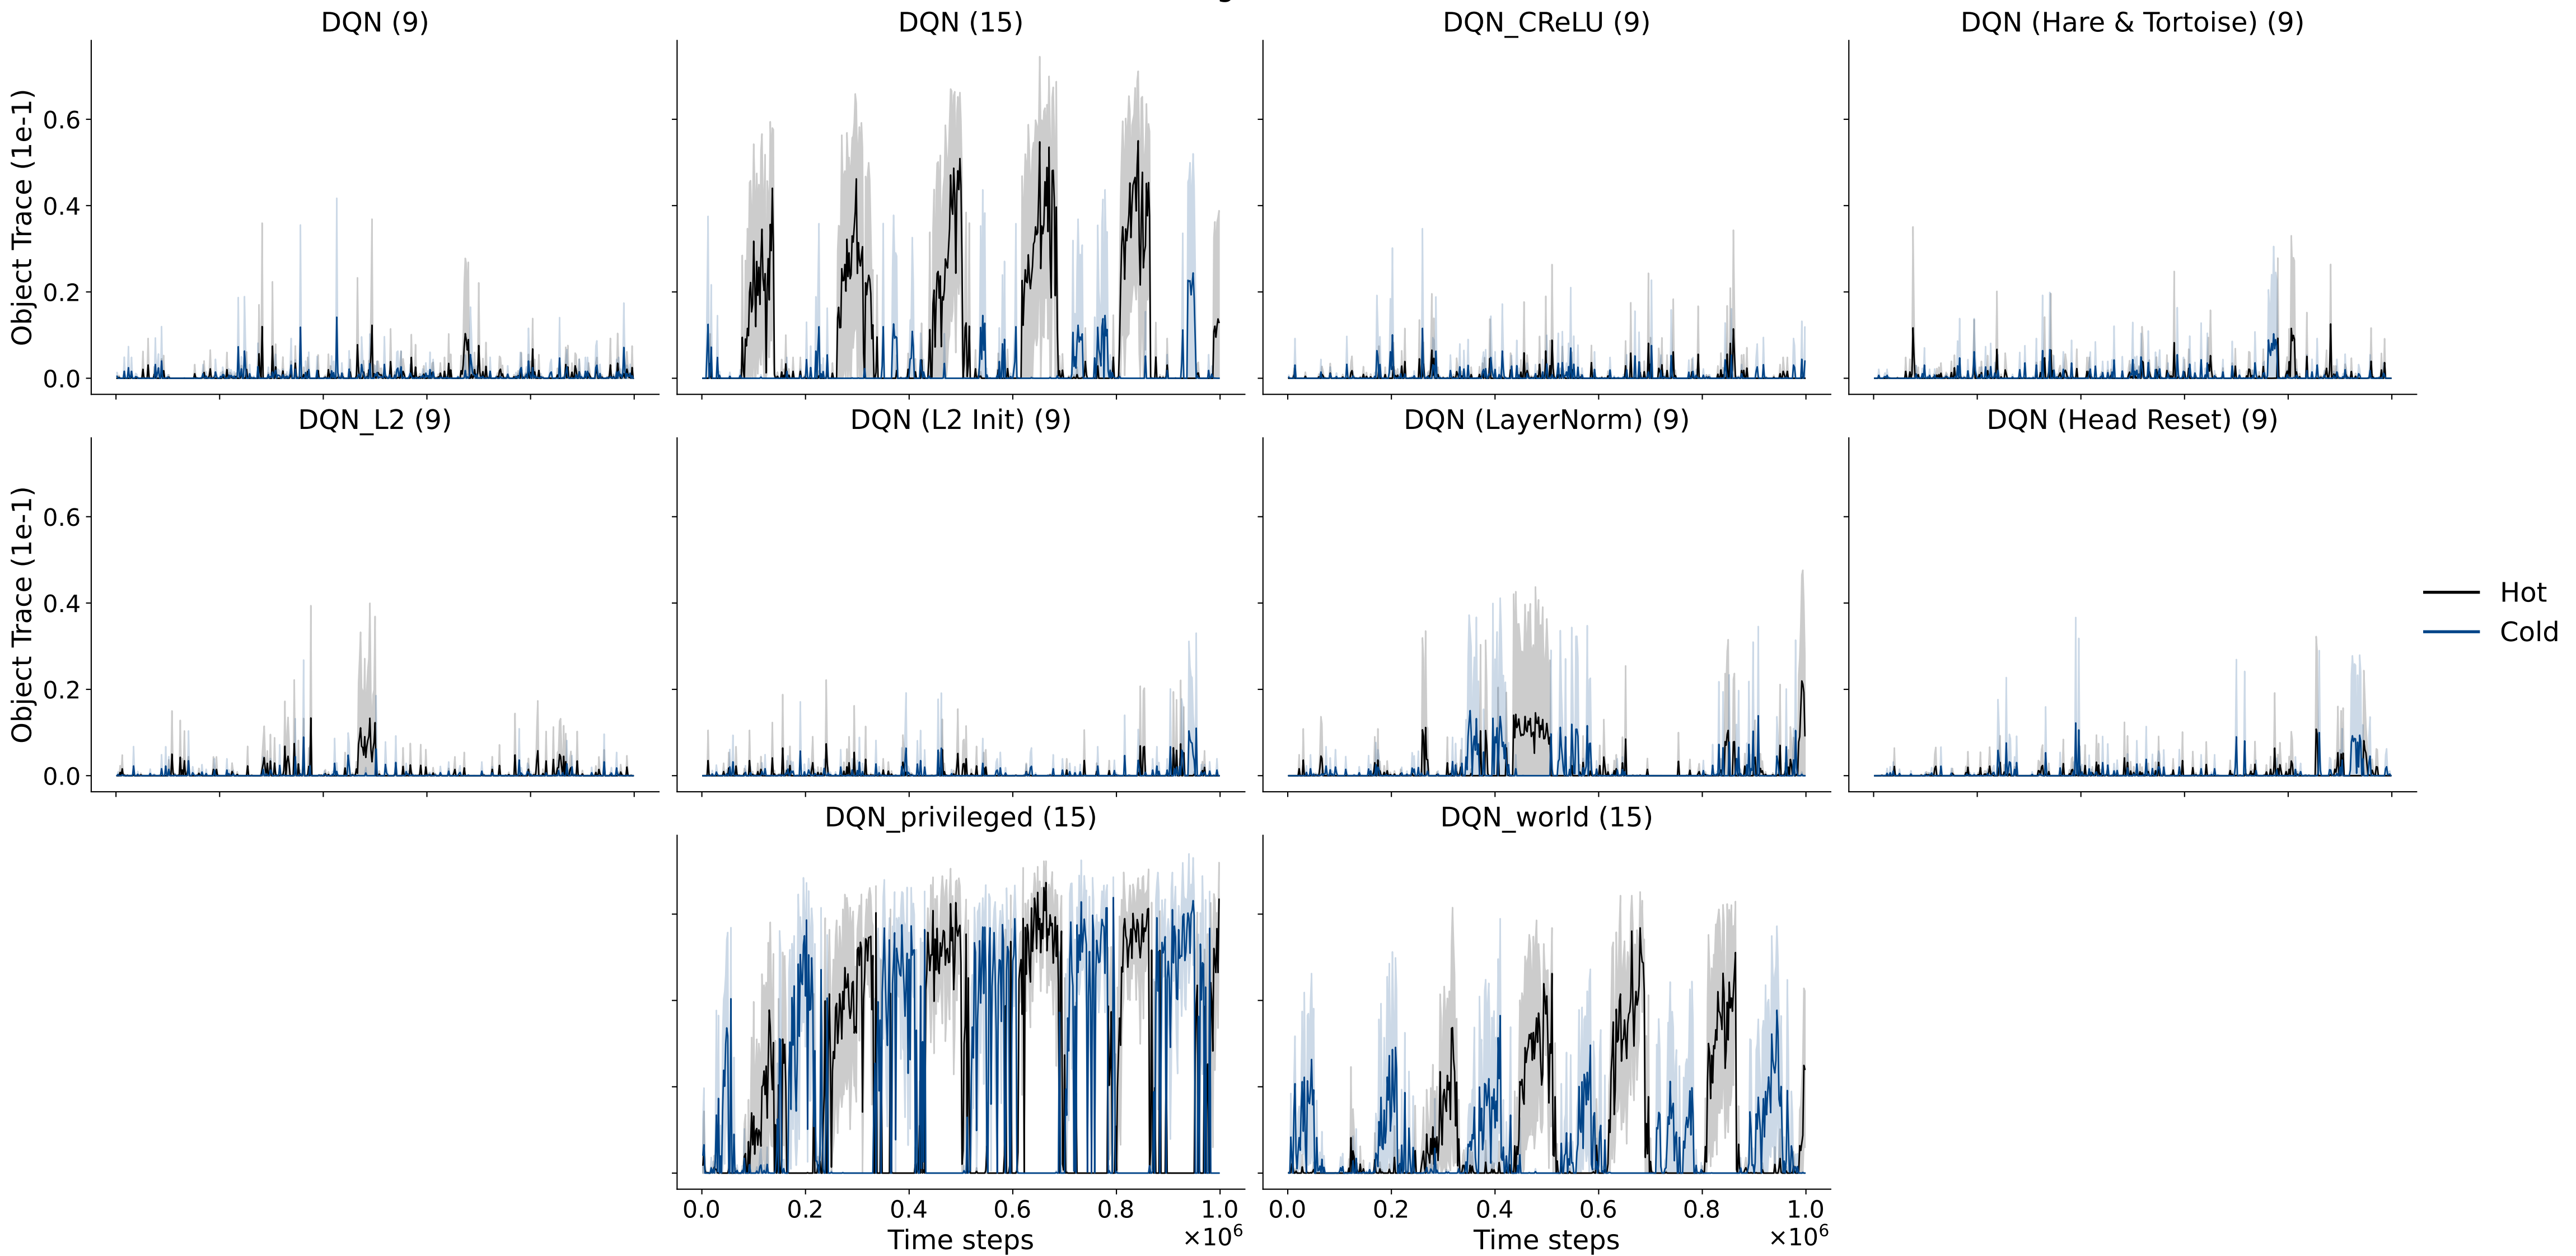 DQN (9)
DQN (15)
DQN_CReLU (9)
DQN (Hare & Tortoise) (9)
Object Trace (1e-1)
0.6
0.4
0.2
0.0
DQN_L2 (9)
DQN (L2 Init) (9)
DQN (LayerNorm) (9)
DQN (Head Reset) (9)
Object Trace (1e-1)
0.6
0.4
0.2
0.0
Hot
Cold
DQN_privileged (15)
DQN_world (15)
0.0 0.2 0.4 0.6 0.8 1.0
×10⁶
Time steps
0.0 0.2 0.4 0.6 0.8 1.0
×10⁶
Time steps